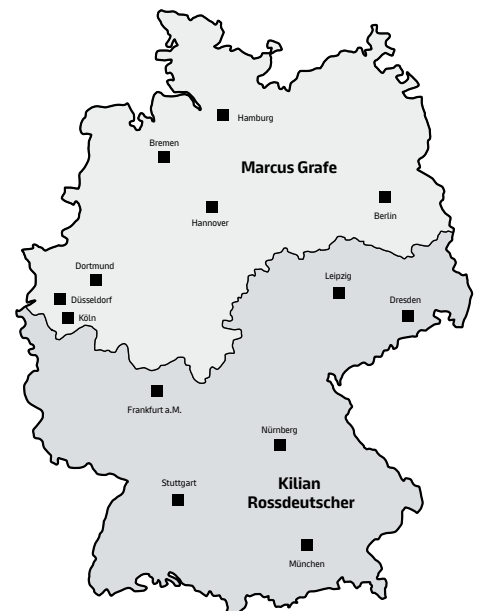 Hamburg
Bremen
Marcus Grafe
Hannover
Berlin
Dortmund
Leipzig
Düsseldorf
Dresden
Köln
Frankfurt a.M.
Nürnberg
Stuttgart
Kilian
Rossdeutscher
München